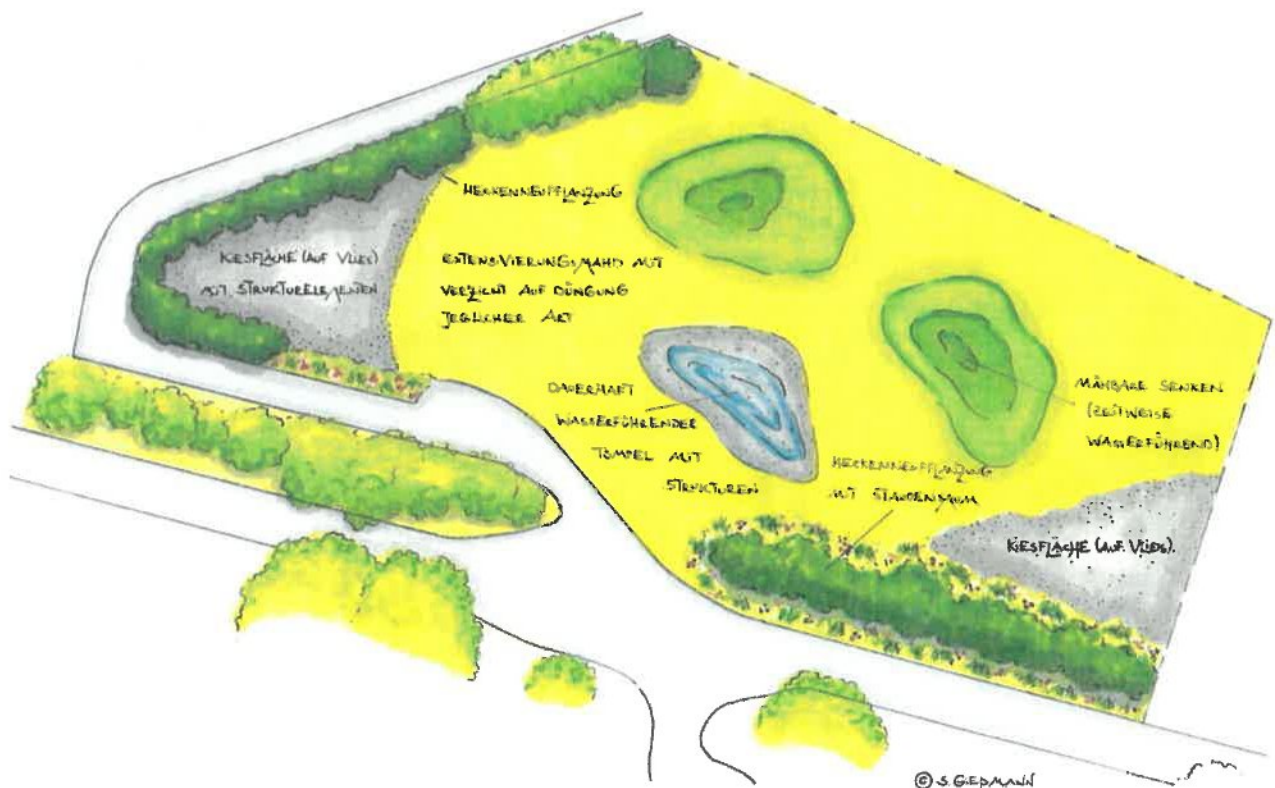 HECKENNEUPFLANZUNG
KIESFLÄCHE (AUF VLIES)
MIT STRUKTURELEMENTEN
EXTENSIVIERUNGSMAHD MIT
VERZICHT AUF DÜNGUNG
JEGLICHER ART
DAUERHAFT
WASSERFÜHRENDER
TÜMPEL MIT
STRUKTUREN
MÄHBARE SENKEN
(ZEITWEISE
WASSERFÜHREND)
HECKENNEUPFLANZUNG
MIT STAUDENSAUM
KIESFLÄCHE (AUF VLIES).
© S. GIEDMANN